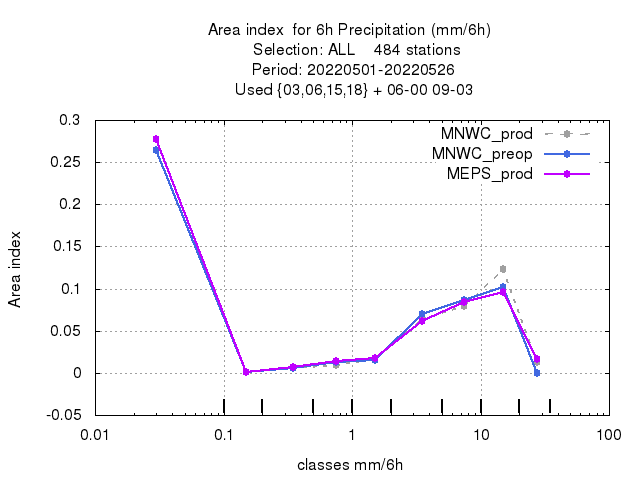 Area index  for 6h Precipitation (mm/6h)
Selection: ALL    484 stations
Period: 20220501-20220526
Used {03,06,15,18} + 06-00 09-03
MNWC_prod
MNWC_preop
MEPS_prod
0.3
0.25
0.2
0.15
0.1
0.05
0
-0.05
Area index
0.01
0.1
1
10
100
classes mm/6h